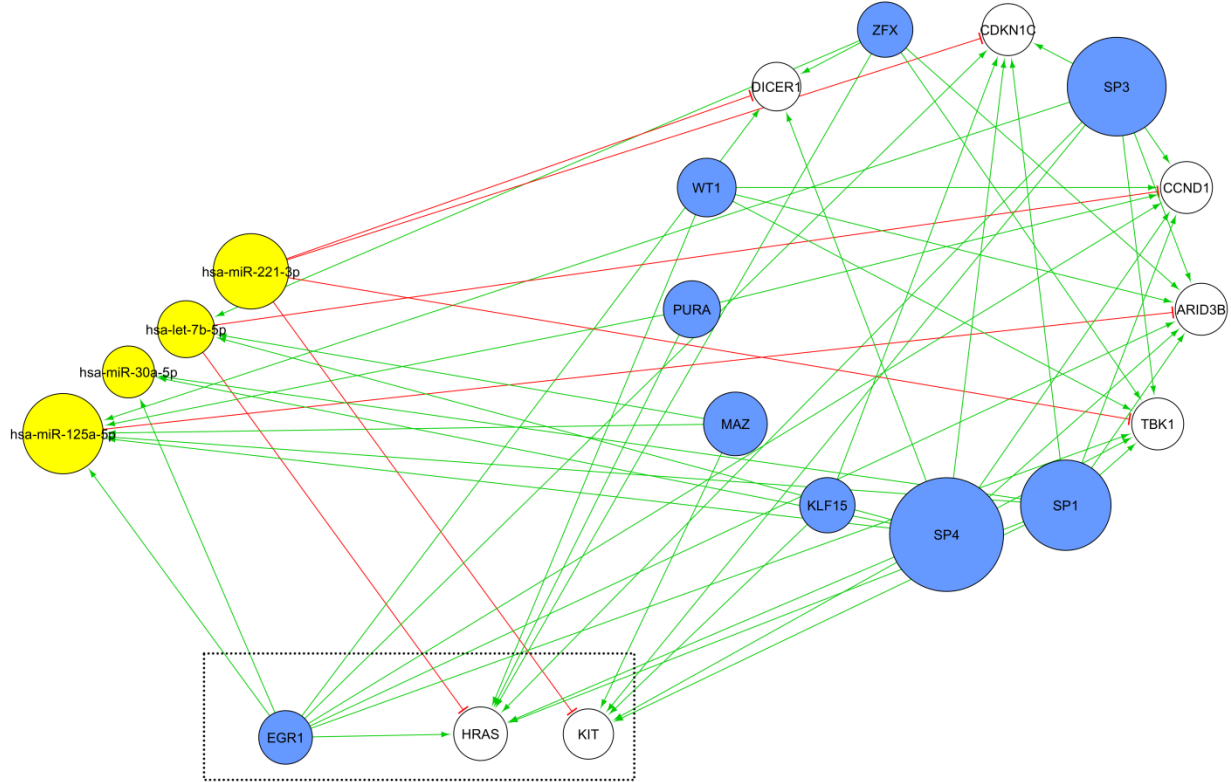 ZFX
CDKN1C
DICER1
SP3
WT1
CCND1
hsa-miR-221-3p
PURA
ARID3B
hsa-let-7b-5p
hsa-miR-30a-5p
hsa-miR-125a-5p
MAZ
TBK1
KLF15
SP4
SP1
EGR1
HRAS
KIT